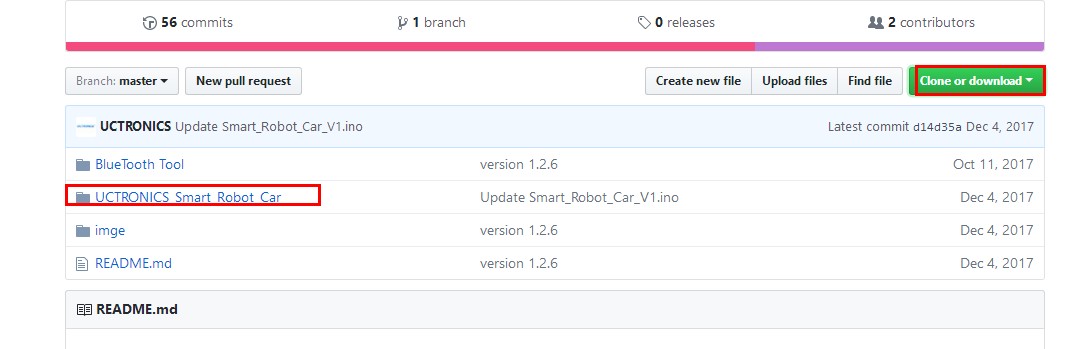 56 commits 1 branch 0 releases 2 contributors
Branch: master New pull request Create new file Upload files Find file Clone or download
UCTRONICS Update Smart_Robot_Car_V1.ino Latest commit d14d35a Dec 4, 2017
BlueTooth Tool version 1.2.6 Oct 11, 2017
UCTRONICS_Smart_Robot_Car Update Smart_Robot_Car_V1.ino Dec 4, 2017
imge version 1.2.6 Dec 4, 2017
README.md version 1.2.6 Dec 4, 2017
README.md